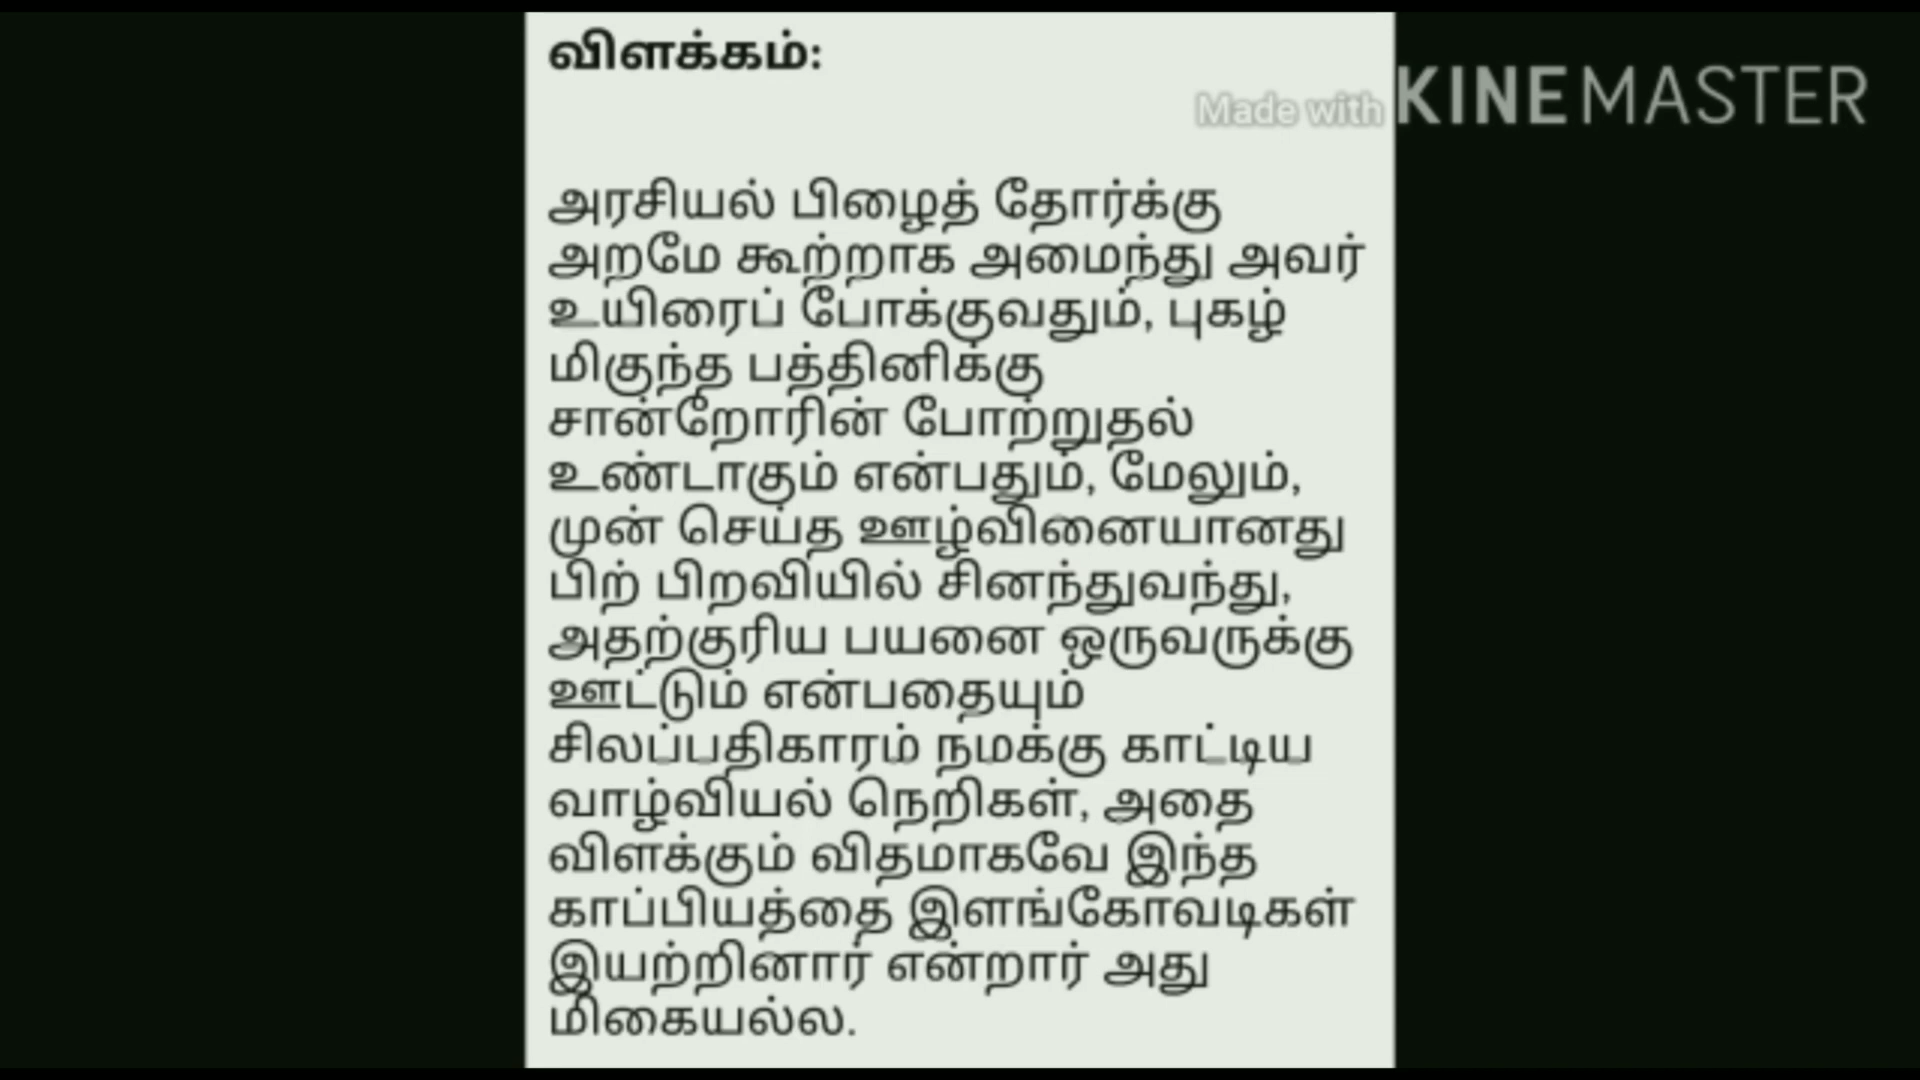 விளக்கம்:
Made with KINEMASTER
அரசியல் பிழைத் தோர்க்கு
அறமே கூற்றாக அமைந்து அவர்
உயிரைப் போக்குவதும், புகழ்
மிகுந்த பத்தினிக்கு
சான்றோரின் போற்றுதல்
உண்டாகும் என்பதும், மேலும்,
முன் செய்த ஊழ்வினையானது
பிற் பிறவியில் சினந்துவந்து,
அதற்குரிய பயனை ஒருவருக்கு
ஊட்டும் என்பதையும்
சிலப்பதிகாரம் நமக்கு காட்டிய
வாழ்வியல் நெறிகள், அதை
விளக்கும் விதமாகவே இந்த
காப்பியத்தை இளங்கோவடிகள்
இயற்றினார் என்றார் அது
மிகையல்ல.